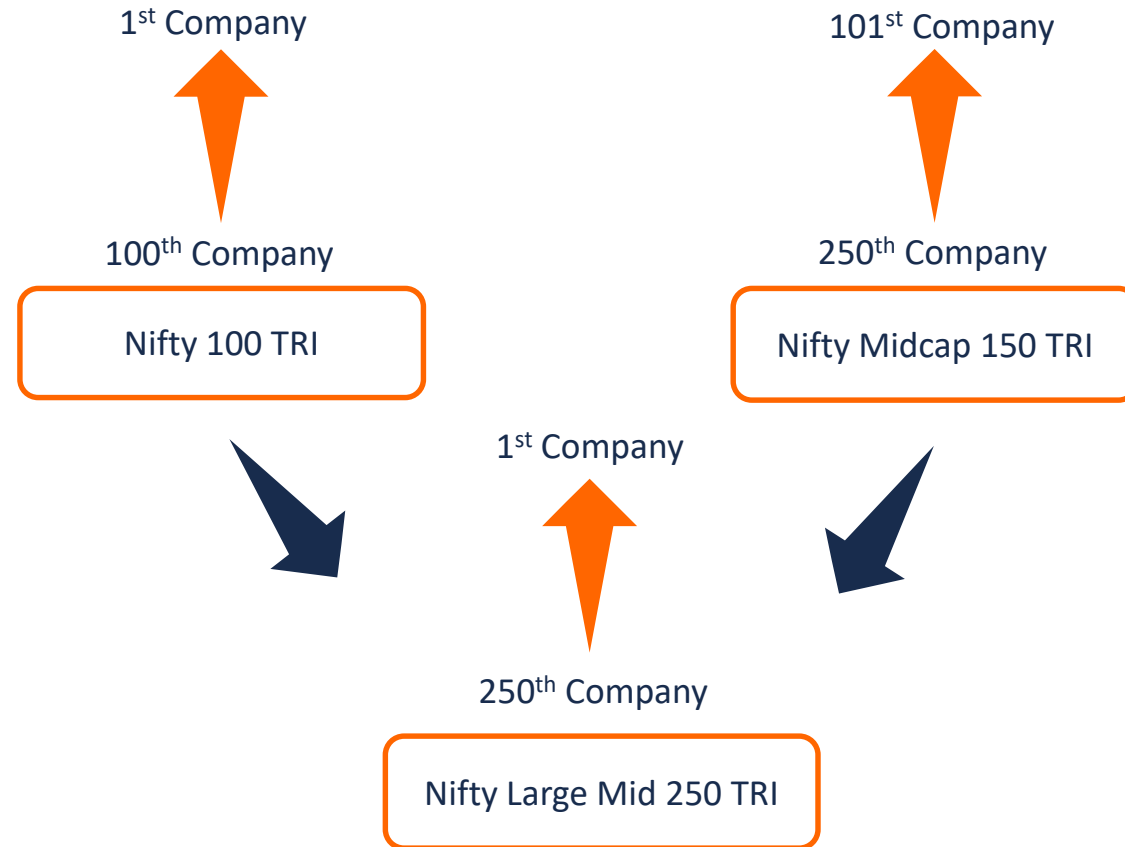 1st Company
101st Company
100th Company
250th Company
Nifty 100 TRI
Nifty Midcap 150 TRI
1st Company
250th Company
Nifty Large Mid 250 TRI